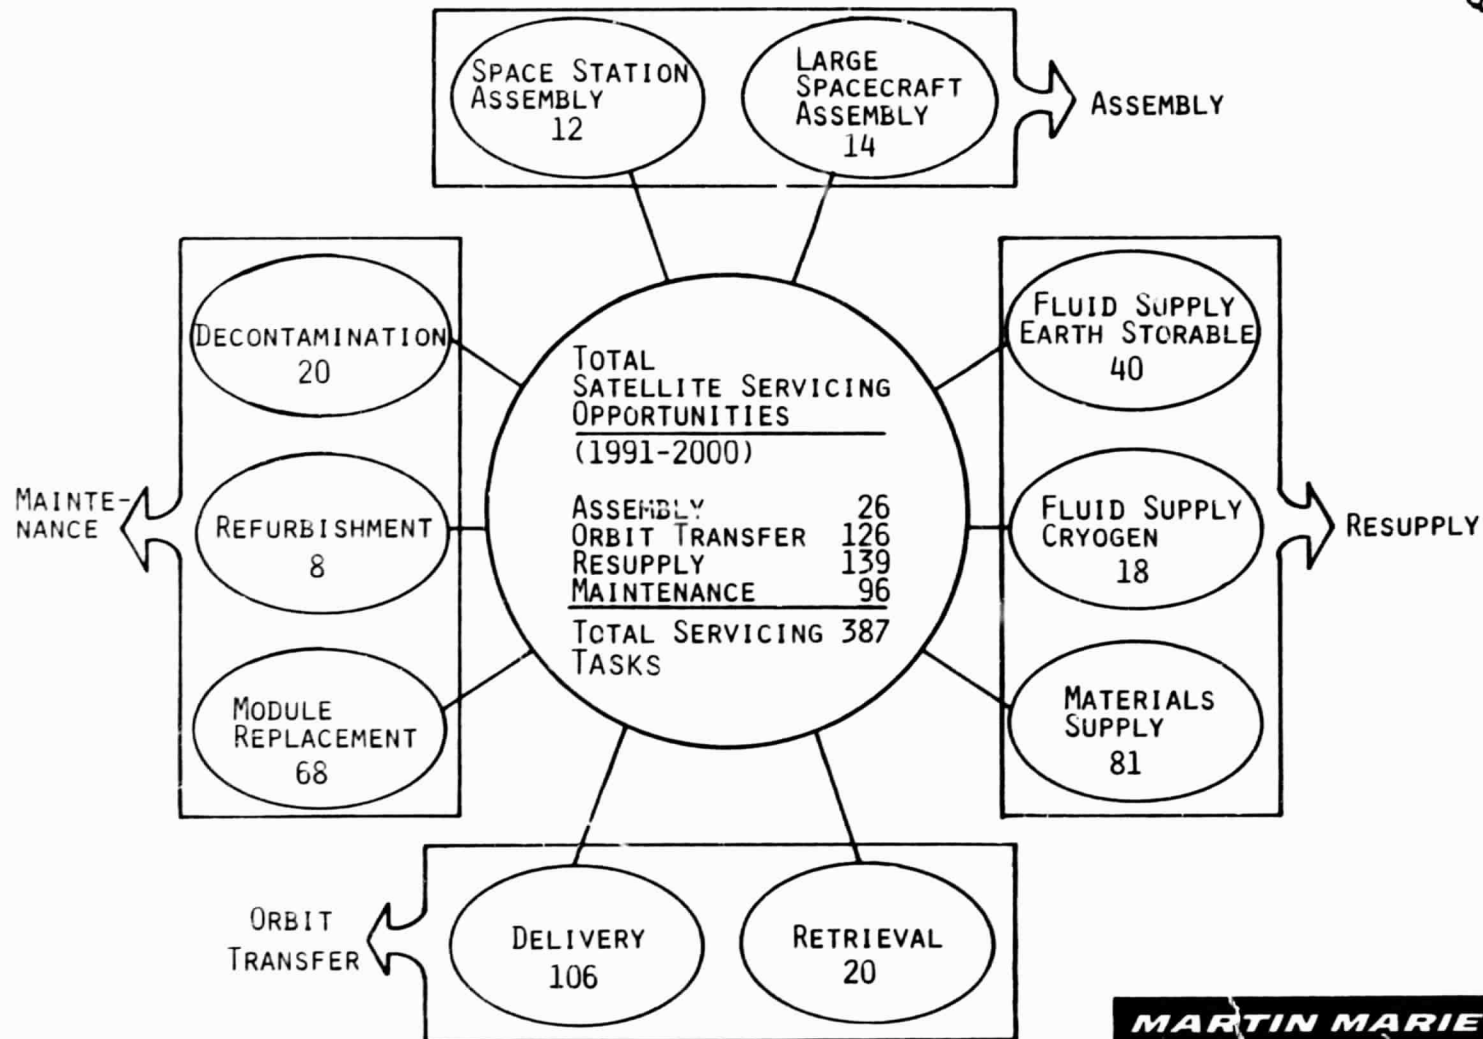 SPACE STATION
ASSEMBLY
12
LARGE
SPACECRAFT
ASSEMBLY
14
ASSEMBLY
DECONTAMINATION
20
REFURBISHMENT
8
MODULE
REPLACEMENT
68
MAINTE-
NANCE
TOTAL
SATELLITE SERVICING
OPPORTUNITIES
(1991-2000)
ASSEMBLY 26
ORBIT TRANSFER 126
RESUPPLY 139
MAINTENANCE 96
TOTAL SERVICING 387
TASKS
FLUID SUPPLY
EARTH STORABLE
40
FLUID SUPPLY
CRYOGEN
18
MATERIALS
SUPPLY
81
RESUPPLY
ORBIT
TRANSFER
DELIVERY
106
RETRIEVAL
20
MARTIN MARIE